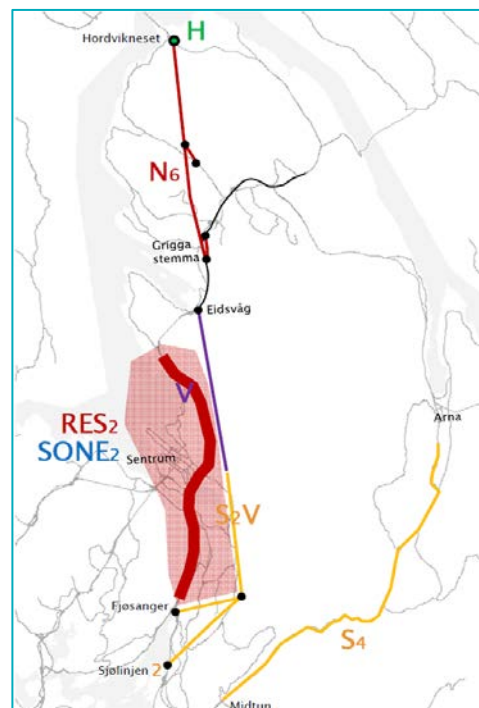 Hordvikneset
H
N6
Grigga
stemma
Eidsvåg
V
RES2
SONE2
Sentrum
Arna
S2V
Fjøsanger
S4
Sjølinjen 2
Midtun